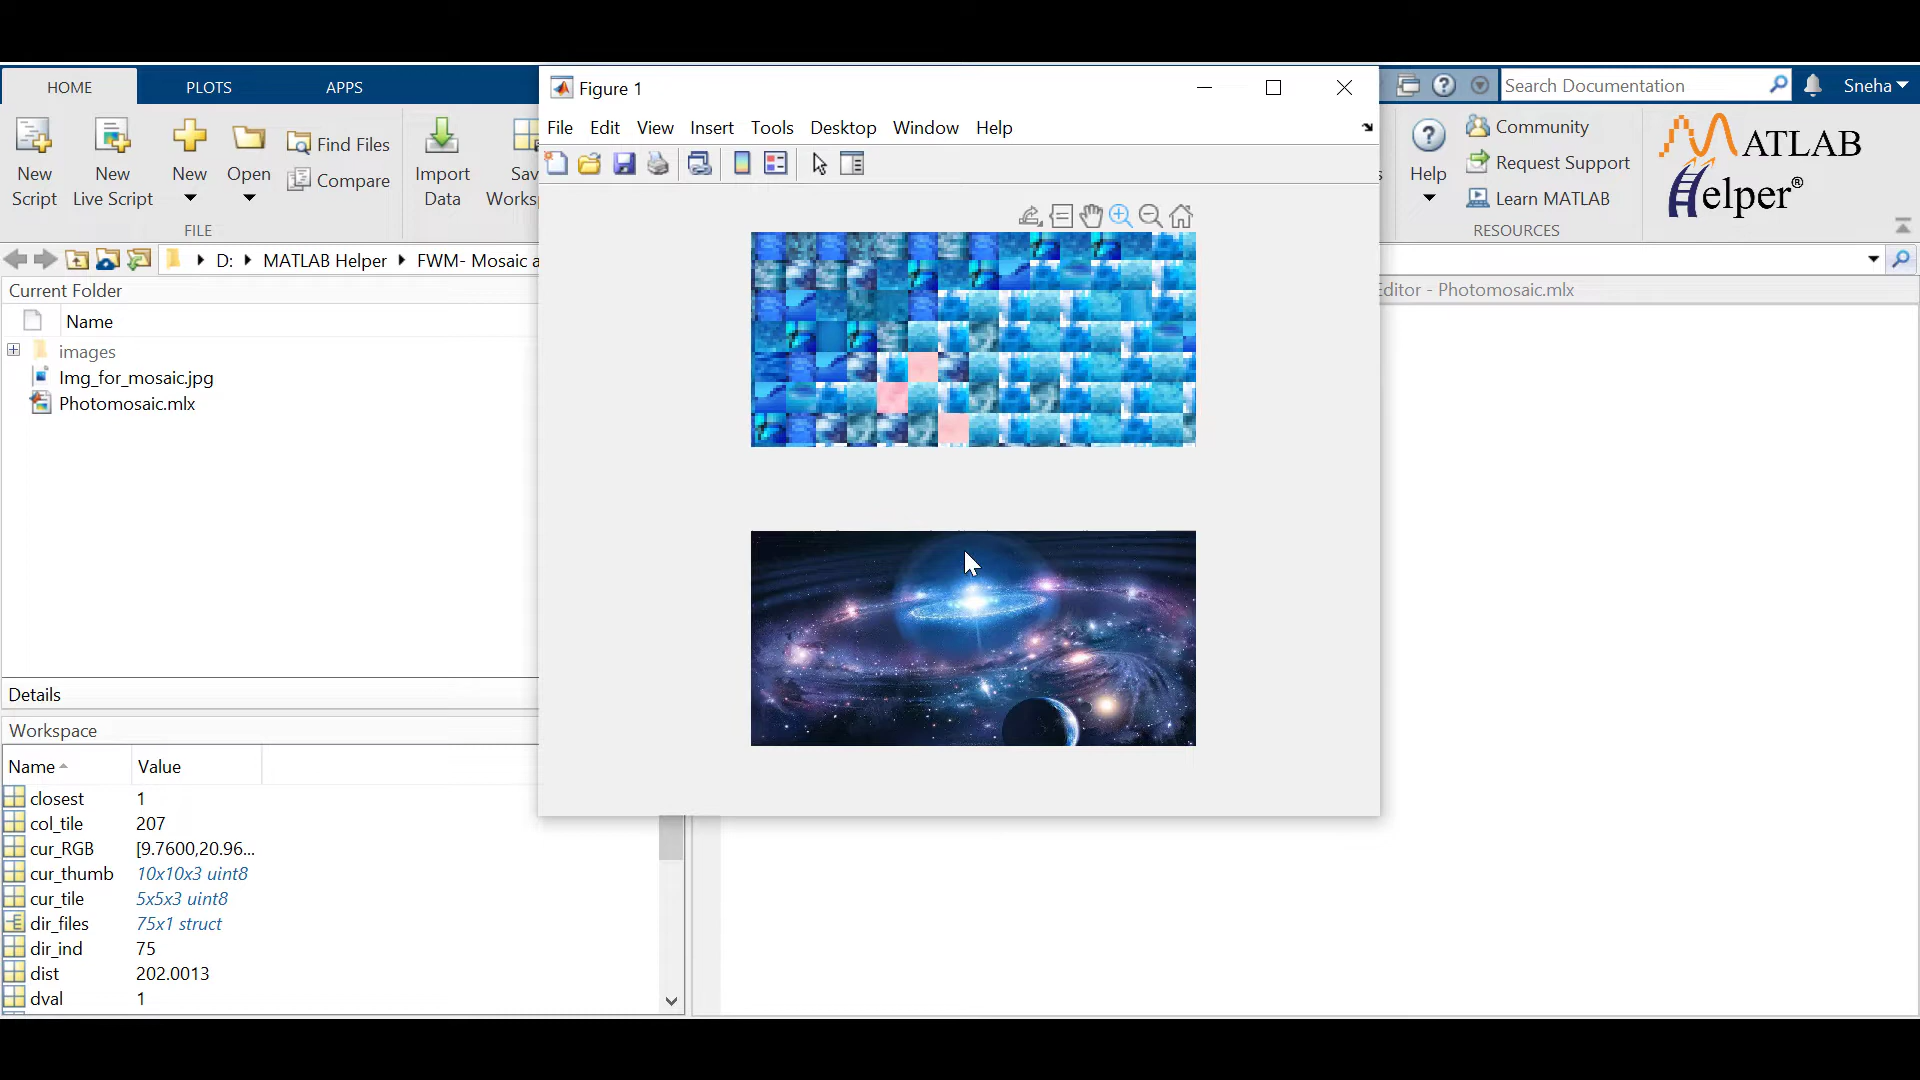 HOME
PLOTS
APPS
Figure 1
Search Documentation
Sneha
File Edit View Insert Tools Desktop Window Help
New Script
New Live Script
New
Open
Find Files
Compare
Import Data
FILE
Help
Community
Request Support
Learn MATLAB
RESOURCES
MATLAB
Helper®
D: MATLAB Helper FWM- Mosaic a
Current Folder
Editor - Photomosaic.mlx
Name
images
Img_for_mosaic.jpg
Photomosaic.mlx
Details
Workspace
Name Value
closest 1
col_tile 207
cur_RGB [9.7600,20.96...
cur_thumb 10x10x3 uint8
cur_tile 5x5x3 uint8
dir_files 75x1 struct
dir_ind 75
dist 202.0013
dval 1